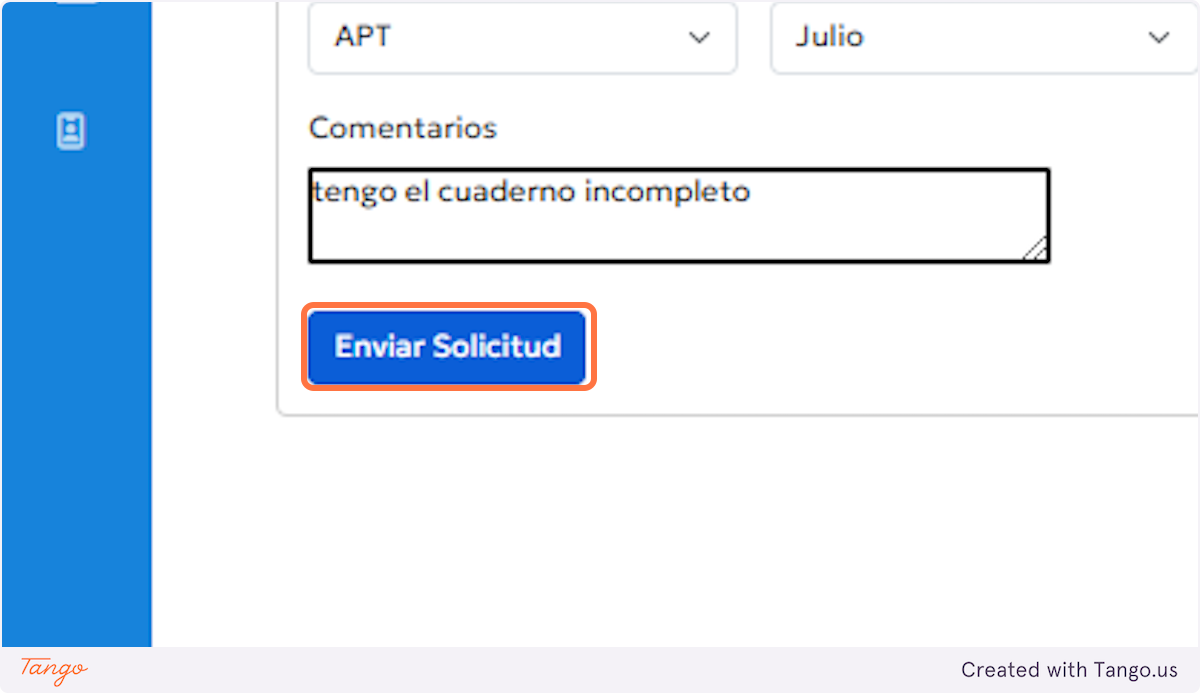 APT
Julio
Comentarios
tengo el cuaderno incompleto
Enviar Solicitud
Tango
Created with Tango.us